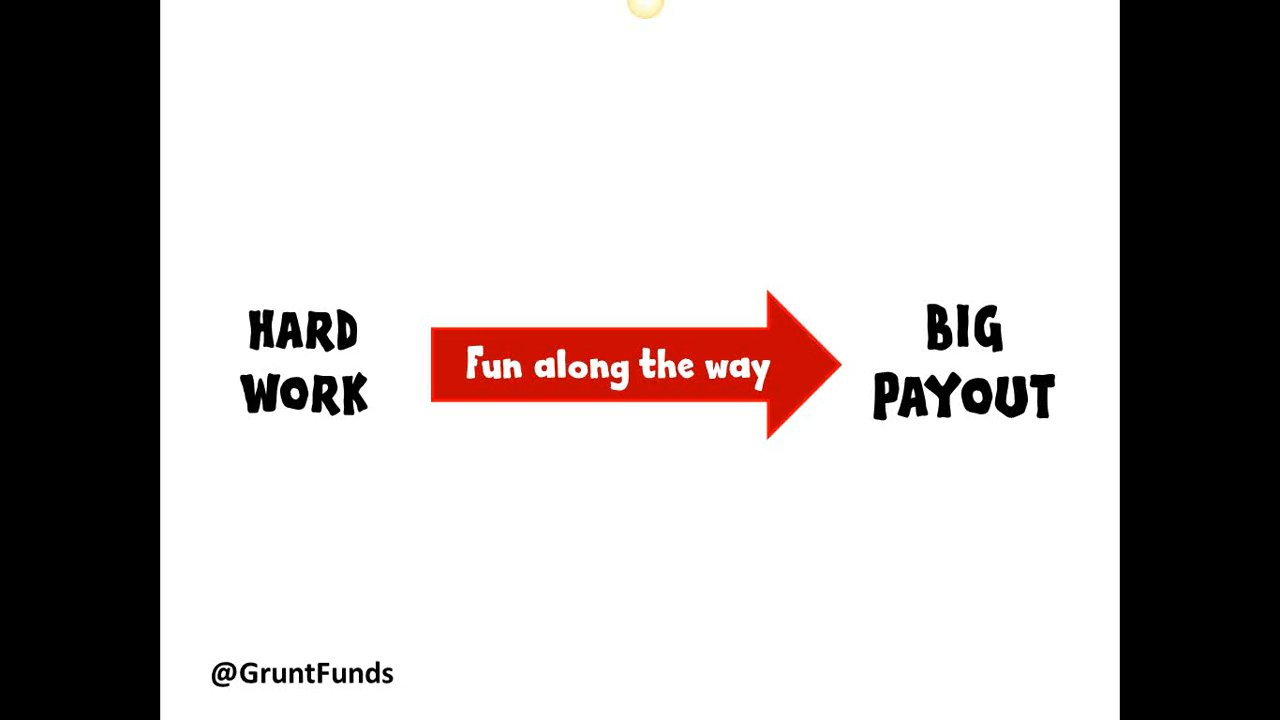 HARD
WORK
Fun along the way
BIG
PAYOUT
@GruntFunds